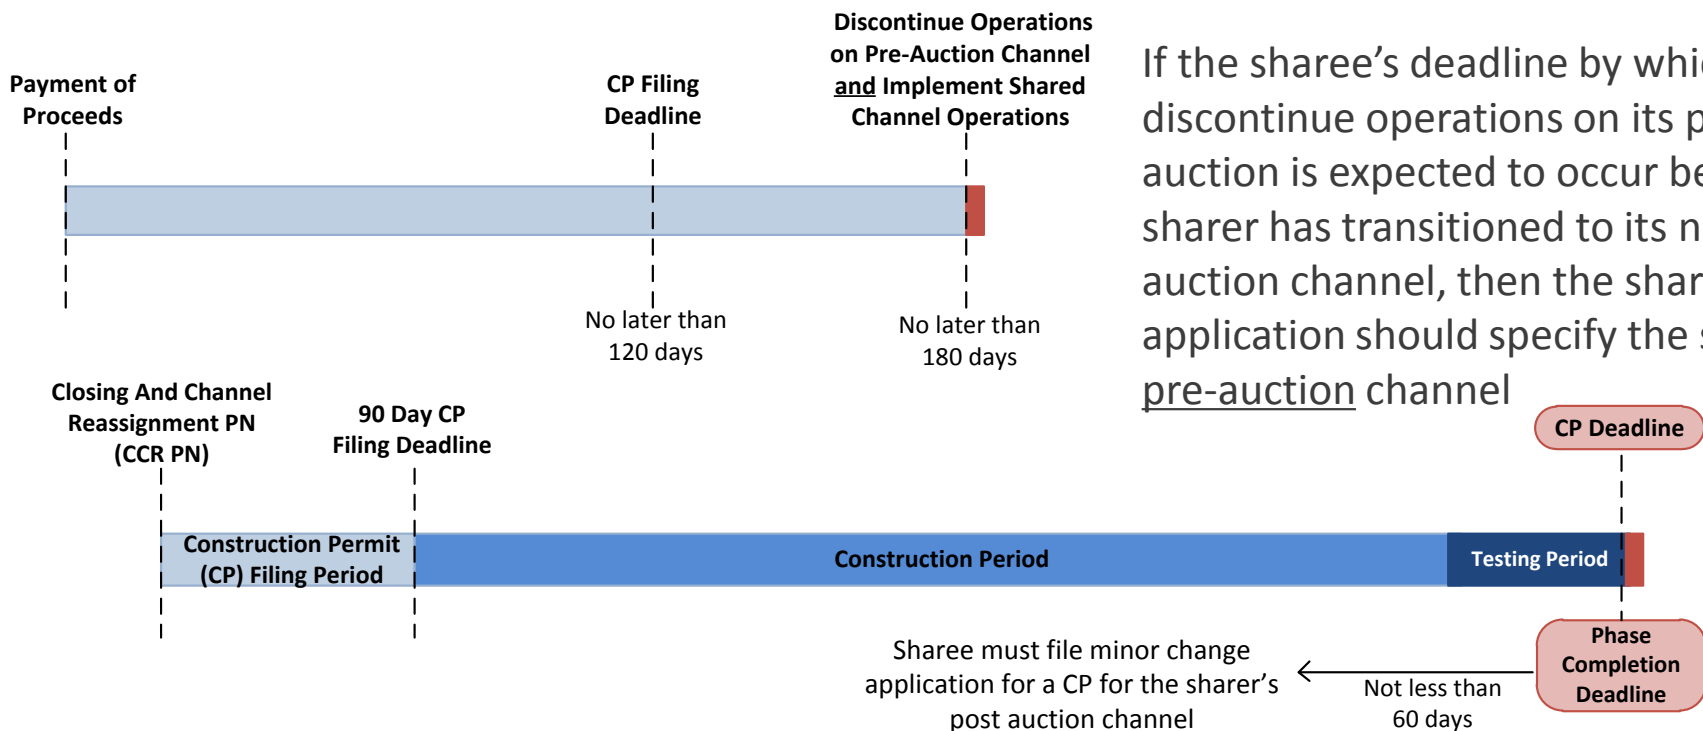 Payment of
Proceeds
CP Filing
Deadline
Discontinue Operations
on Pre-Auction Channel
and Implement Shared
Channel Operations
No later than
120 days
No later than
180 days
If the sharee’s deadline by
discontinue operations on its
auction is expected to occur
sharer has transitioned to its
auction channel, then the
application should specify the
pre-auction channel
Closing And Channel
Reassignment PN
(CCR PN)
90 Day CP
Filing Deadline
CP Deadline
Construction Permit
(CP) Filing Period
Construction Period
Testing Period
Phase
Completion
Deadline
Sharee must file minor change
application for a CP for the sharer’s
post auction channel
Not less than
60 days